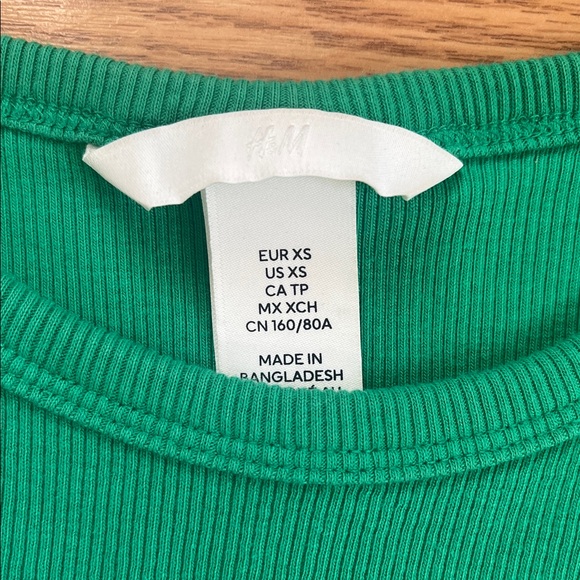 H&M
EUR XS
US XS
CA TP
MX XCH
CN 160/80A
MADE IN
BANGLADESH